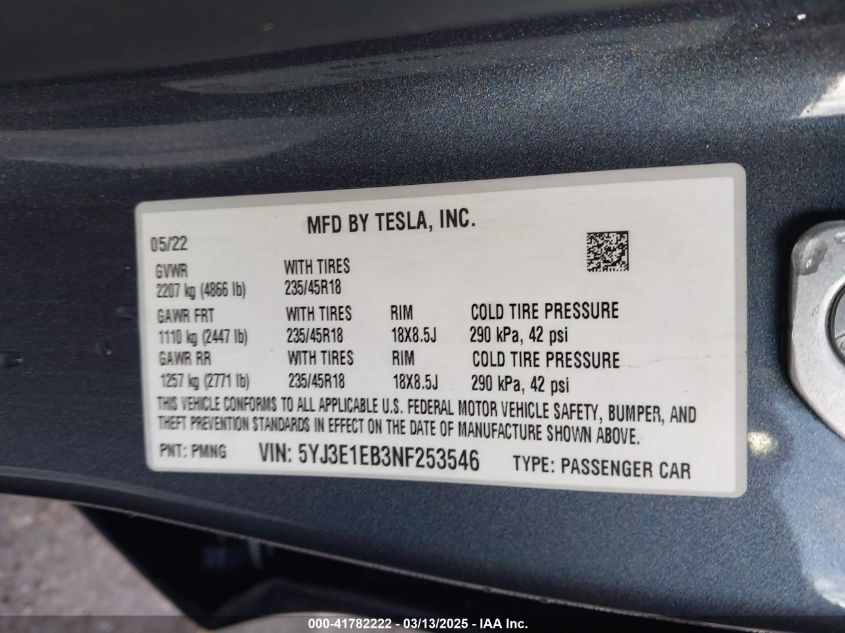 MFD BY TESLA, INC.
05/22
GVWR WITH TIRES
2207 kg (4866 lb) 235/45R18
GAWR FRT WITH TIRES RIM COLD TIRE PRESSURE
1110 kg (2447 lb) 235/45R18 18X8.5J 290 kPa, 42 psi
GAWR RR WITH TIRES RIM COLD TIRE PRESSURE
1257 kg (2771 lb) 235/45R18 18X8.5J 290 kPa, 42 psi
THIS VEHICLE CONFORMS TO ALL APPLICABLE U.S. FEDERAL MOTOR VEHICLE SAFETY, BUMPER, AND
THEFT PREVENTION STANDARDS IN EFFECT ON THE DATE OF MANUFACTURE SHOWN ABOVE.
PNT: PMNG VIN: 5YJ3E1EB3NF253546 TYPE: PASSENGER CAR
000-41782222 - 03/13/2025 - IAA Inc.